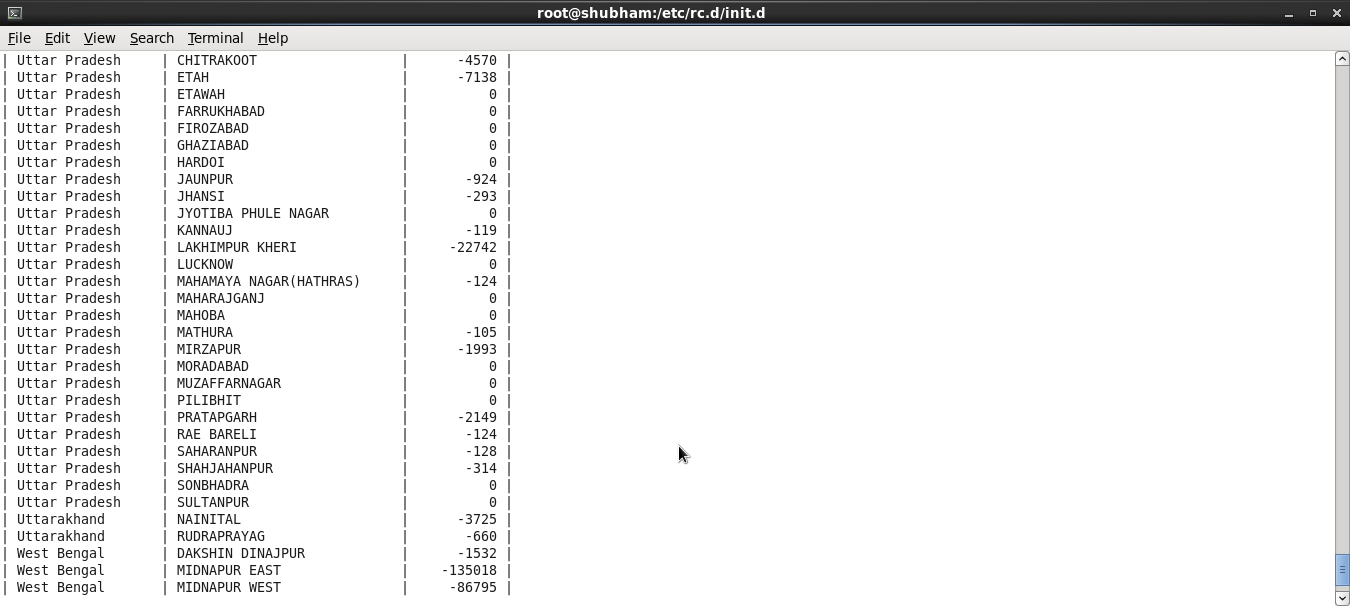 root@shubham:/etc/rc.d/init.d
File Edit View Search Terminal Help
| Uttar Pradesh | CHITRAKOOT | -4570 |
| Uttar Pradesh | ETAH | -7138 |
| Uttar Pradesh | ETAWAH | 0 |
| Uttar Pradesh | FARRUKHABAD | 0 |
| Uttar Pradesh | FIROZABAD | 0 |
| Uttar Pradesh | GHAZIABAD | 0 |
| Uttar Pradesh | HARDOI | 0 |
| Uttar Pradesh | JAUNPUR | -924 |
| Uttar Pradesh | JHANSI | -293 |
| Uttar Pradesh | JYOTIBA PHULE NAGAR | 0 |
| Uttar Pradesh | KANNAUJ | -119 |
| Uttar Pradesh | LAKHIMPUR KHERI | -22742 |
| Uttar Pradesh | LUCKNOW | 0 |
| Uttar Pradesh | MAHAMAYA NAGAR(HATHRAS) | -124 |
| Uttar Pradesh | MAHARAJGANJ | 0 |
| Uttar Pradesh | MAHOBA | 0 |
| Uttar Pradesh | MATHURA | -105 |
| Uttar Pradesh | MIRZAPUR | -1993 |
| Uttar Pradesh | MORADABAD | 0 |
| Uttar Pradesh | MUZAFFARNAGAR | 0 |
| Uttar Pradesh | PILIBHIT | 0 |
| Uttar Pradesh | PRATAPGARH | -2149 |
| Uttar Pradesh | RAE BARELI | -124 |
| Uttar Pradesh | SAHARANPUR | -128 |
| Uttar Pradesh | SHAHJAHANPUR | -314 |
| Uttar Pradesh | SONBHADRA | 0 |
| Uttar Pradesh | SULTANPUR | 0 |
| Uttarakhand | NAINITAL | -3725 |
| Uttarakhand | RUDRAPRAYAG | -660 |
| West Bengal | DAKSHIN DINAJPUR | -1532 |
| West Bengal | MIDNAPUR EAST | -135018 |
| West Bengal | MIDNAPUR WEST | -86795 |